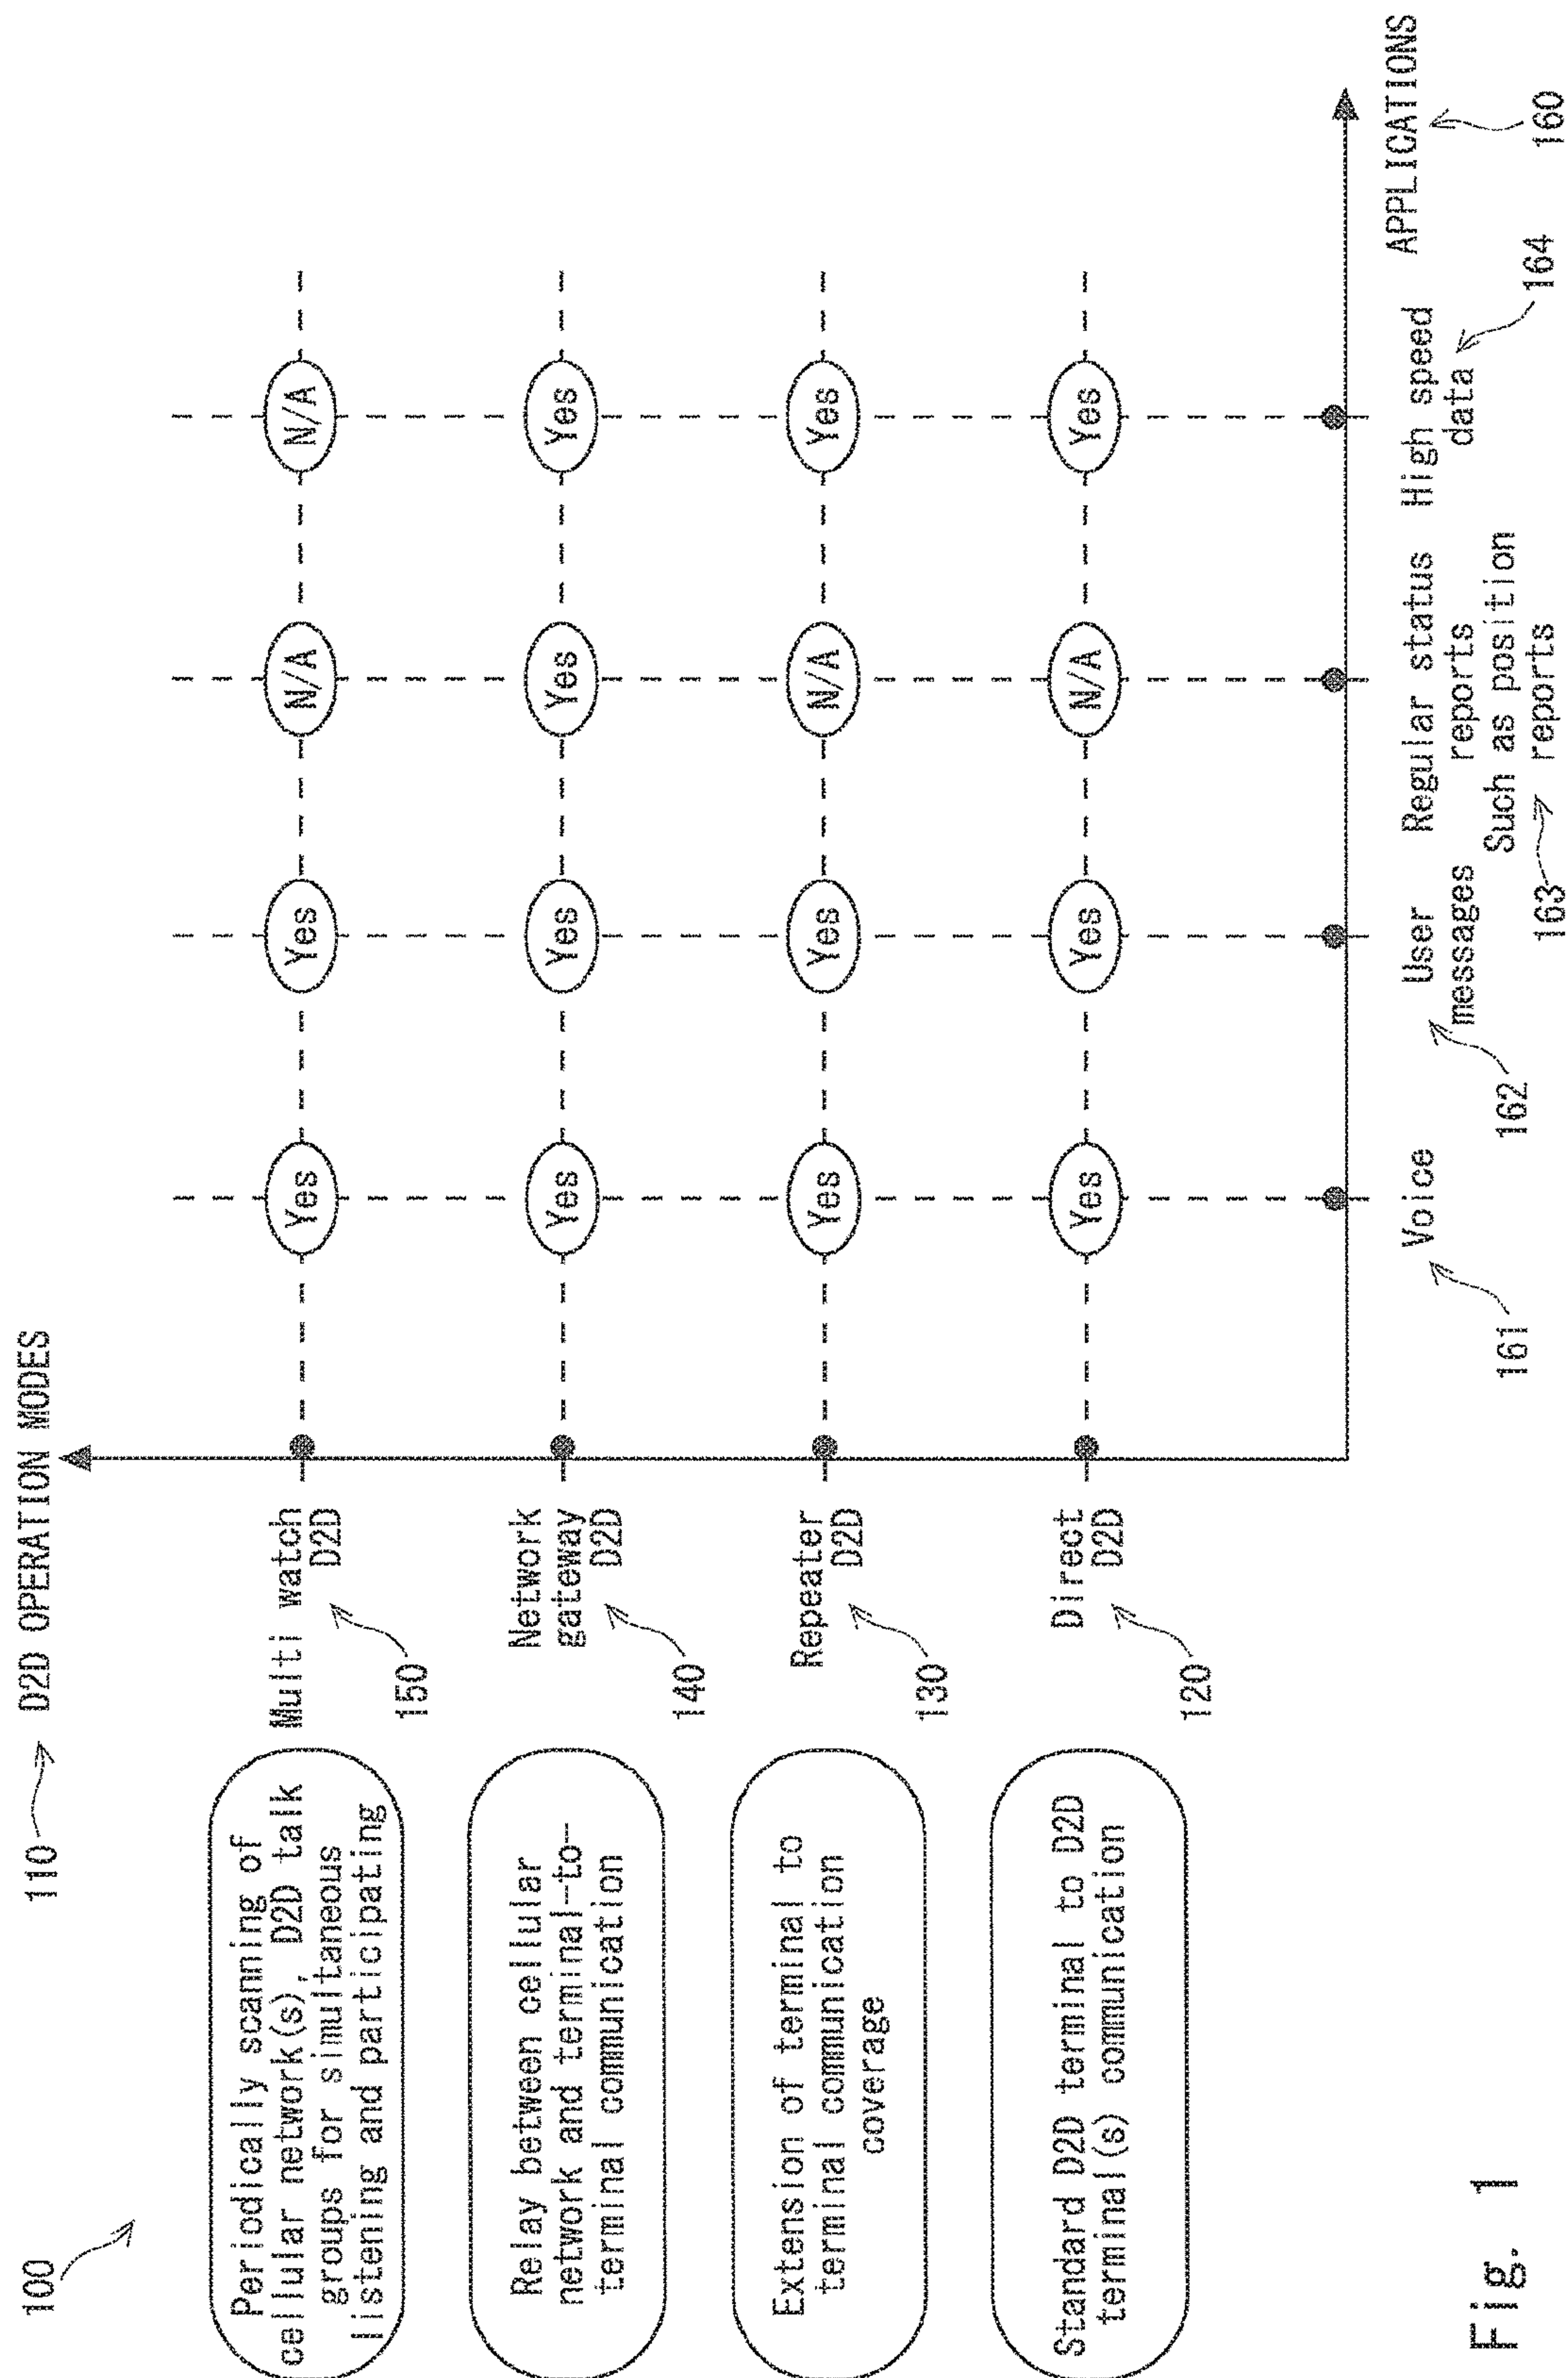 100
110
D2D OPERATION MODES
Periodically scanning of
cellular network(s), D2D talk
groups for simultaneous
listening and participating
Multi watch
D2D
150
Yes
Yes
N/A
N/A
Relay between cellular
network and terminal-to-
terminal communication
Network
gateway
D2D
140
Yes
Yes
Yes
Yes
Extension of terminal to
terminal communication
coverage
Repeater
D2D
130
Yes
Yes
N/A
Yes
Standard D2D terminal to D2D
terminal(s) communication
Direct
D2D
120
Yes
Yes
N/A
Yes
Voice
161
User
messages
162
Regular status
reports
Such as position
reports
163
High speed
data
164
APPLICATIONS
160
Fig. 1